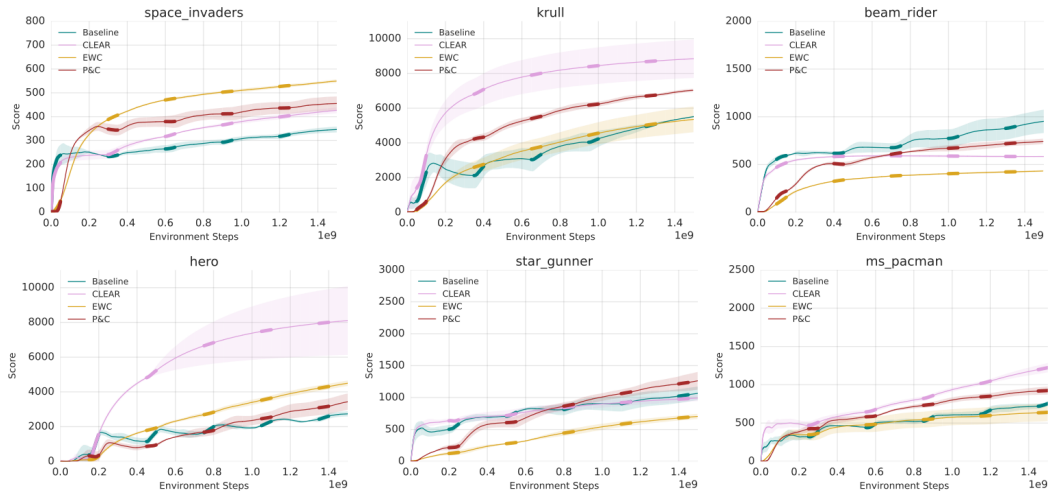 space_invaders
800
700
600
500
400
300
200
100
0
Score
Baseline
CLEAR
EWC
P&C
0.0 0.2 0.4 0.6 0.8 1.0 1.2 1.4
Environment Steps
1e9
krull
10000
8000
6000
4000
2000
0
Score
Baseline
CLEAR
EWC
P&C
0.0 0.2 0.4 0.6 0.8 1.0 1.2 1.4
Environment Steps
1e9
beam_rider
2000
1500
1000
500
0
Score
Baseline
CLEAR
EWC
P&C
0.0 0.2 0.4 0.6 0.8 1.0 1.2 1.4
Environment Steps
1e9
hero
10000
8000
6000
4000
2000
0
Score
Baseline
CLEAR
EWC
P&C
0.0 0.2 0.4 0.6 0.8 1.0 1.2 1.4
Environment Steps
1e9
star_gunner
3000
2500
2000
1500
1000
500
0
Score
Baseline
CLEAR
EWC
P&C
0.0 0.2 0.4 0.6 0.8 1.0 1.2 1.4
Environment Steps
1e9
ms_pacman
2500
2000
1500
1000
500
0
Score
Baseline
CLEAR
EWC
P&C
0.0 0.2 0.4 0.6 0.8 1.0 1.2 1.4
Environment Steps
1e9